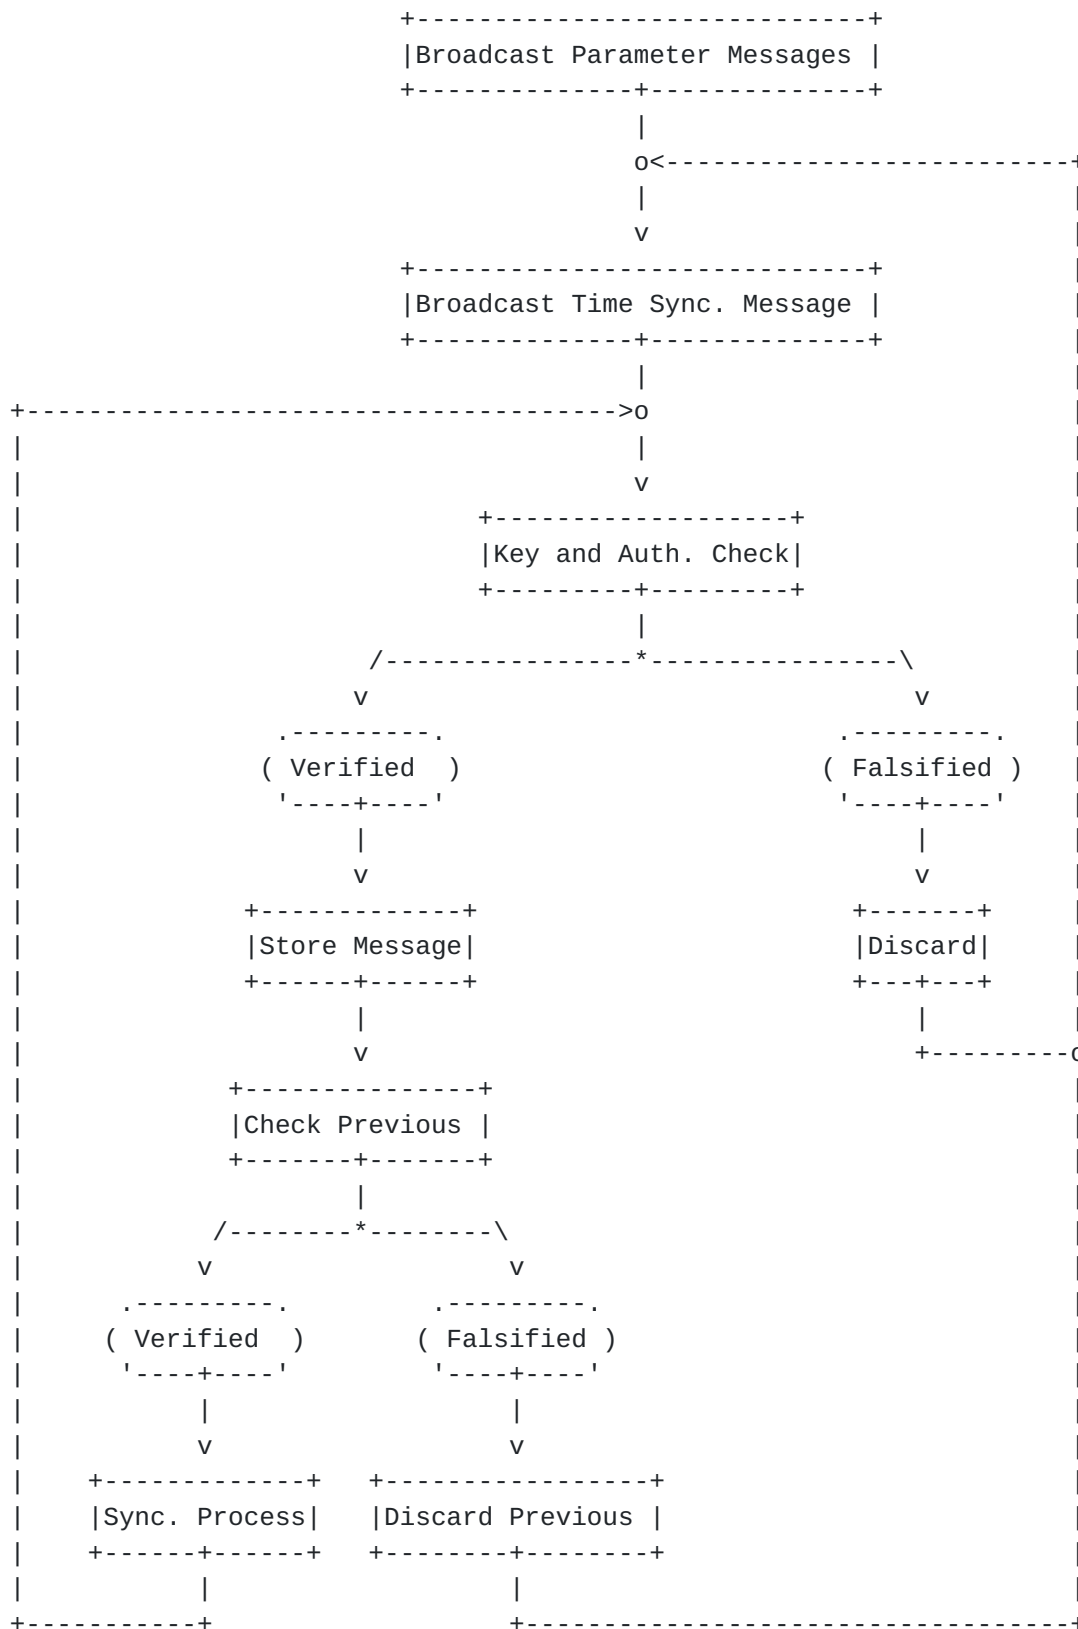 Broadcast Parameter Messages
Broadcast Time Sync. Message
Key and Auth. Check
( Verified )  ( Falsified )
Store Message  Discard
Check Previous
( Verified )  ( Falsified )
Sync. Process  Discard Previous